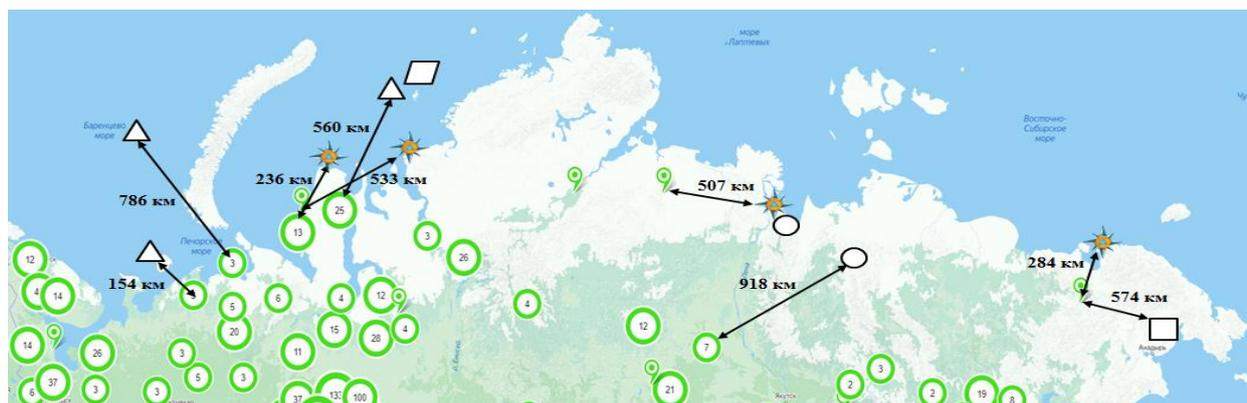 море
Лаптевых
Баренцево
море
Восточно-
Сибирское
море
560 км
236 км
533 км
507 км
786 км
25
13
3
Печорское
море
12
3
3
26
284 км
154 км
918 км
574 км
4
14
5
6
4
12
4
20
15
28
4
12
7
14
26
3
11
Анадырь
37
3
3
5
3
21
Якутск
2
3
2
19
8
6
37
133
100